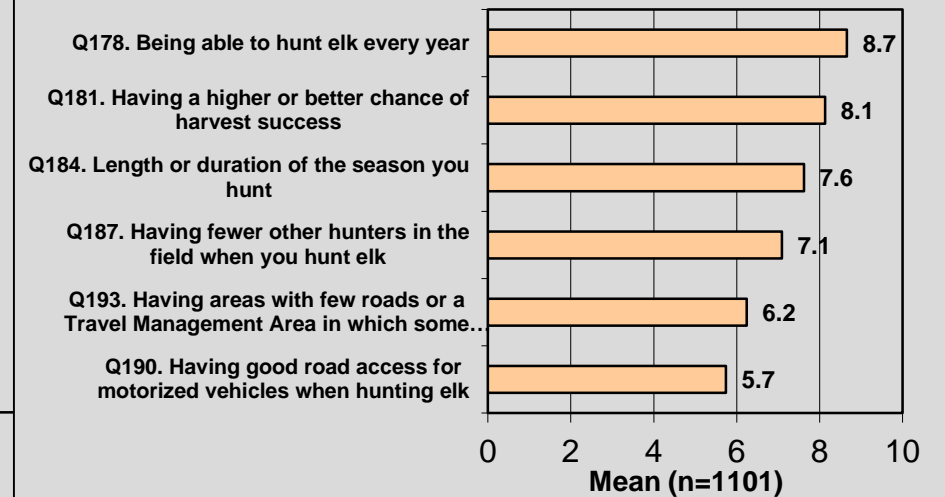 Q178. Being able to hunt elk every year
8.7
Q181. Having a higher or better chance of
harvest success
8.1
Q184. Length or duration of the season you
hunt
7.6
Q187. Having fewer other hunters in the
field when you hunt elk
7.1
Q193. Having areas with few roads or a
Travel Management Area in which some…
6.2
Q190. Having good road access for
motorized vehicles when hunting elk
5.7
0 2 4 6 8 10
Mean (n=1101)